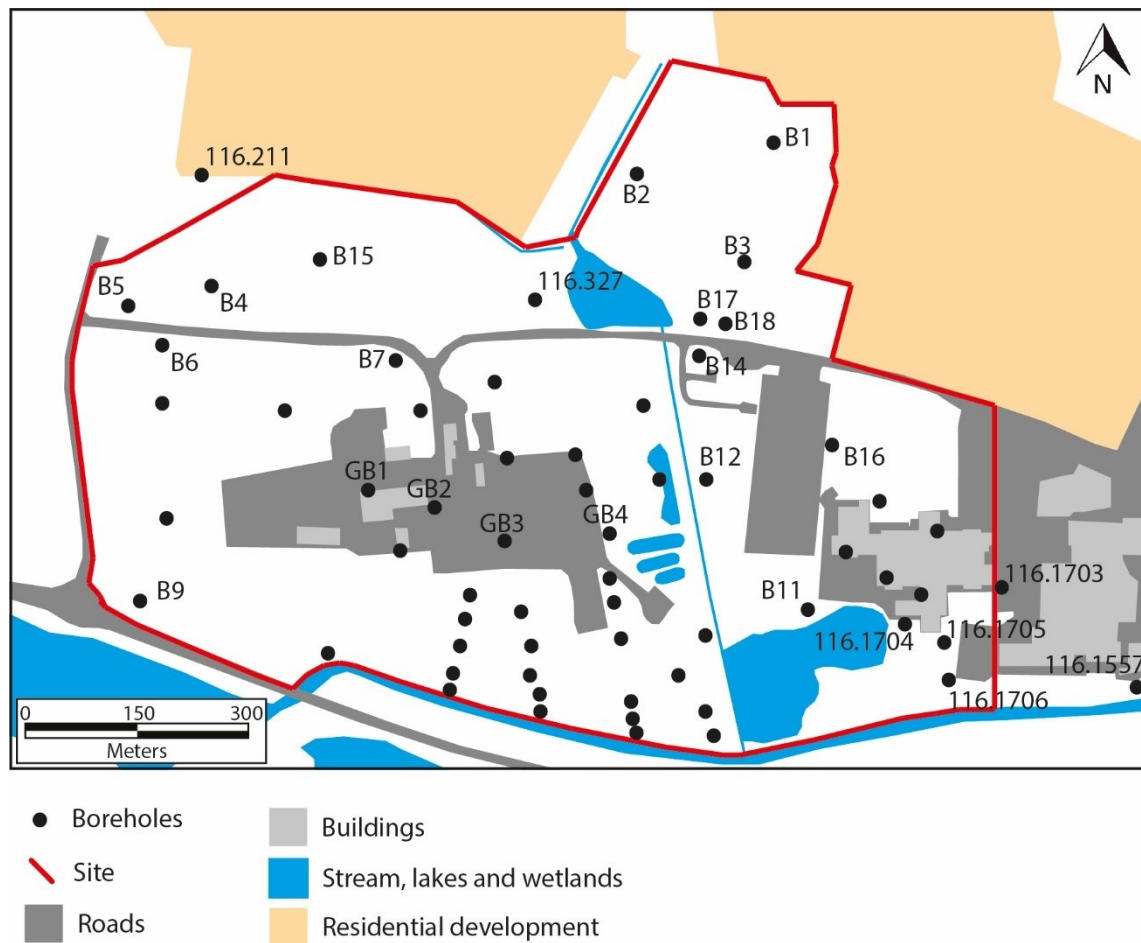 N
B1
116.211
B2
B3
B15
B5
B4
116.327
B17
B18
B6
B7
B14
B16
B12
GB1
GB2
GB3
GB4
116.1703
B9
B11
116.1704
116.1705
116.1557
116.1706
0 150 300
Meters
Boreholes
Buildings
Site
Stream, lakes and wetlands
Roads
Residential development